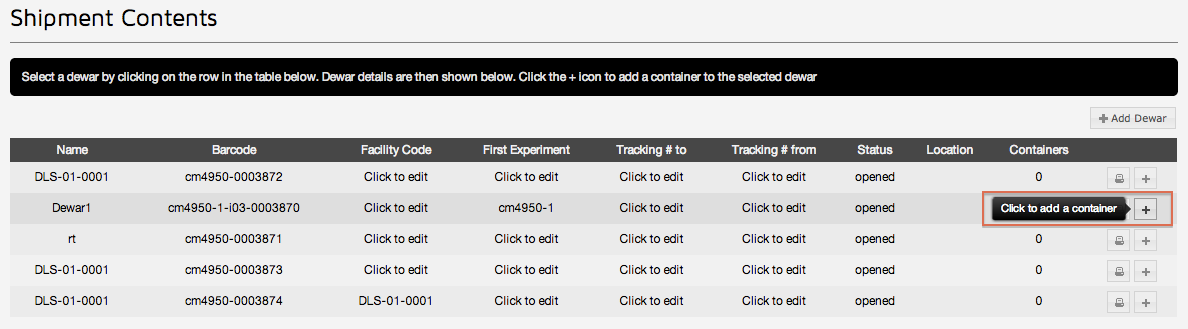 Shipment Contents
Select a dewar by clicking on the row in the table below. Dewar details are then shown below. Click the + icon to add a container to the selected dewar
+ Add Dewar
Name Barcode Facility Code First Experiment Tracking # to Tracking # from Status Location Containers
DLS-01-0001 cm4950-0003872 Click to edit Click to edit Click to edit Click to edit opened 0 +
Dewar1 cm4950-1-i03-0003870 Click to edit cm4950-1 Click to edit Click to edit opened Click to add a container +
rt cm4950-0003871 Click to edit Click to edit Click to edit Click to edit opened 0 +
DLS-01-0001 cm4950-0003873 Click to edit Click to edit Click to edit Click to edit opened 0 +
DLS-01-0001 cm4950-0003874 DLS-01-0001 Click to edit Click to edit Click to edit opened 0 +